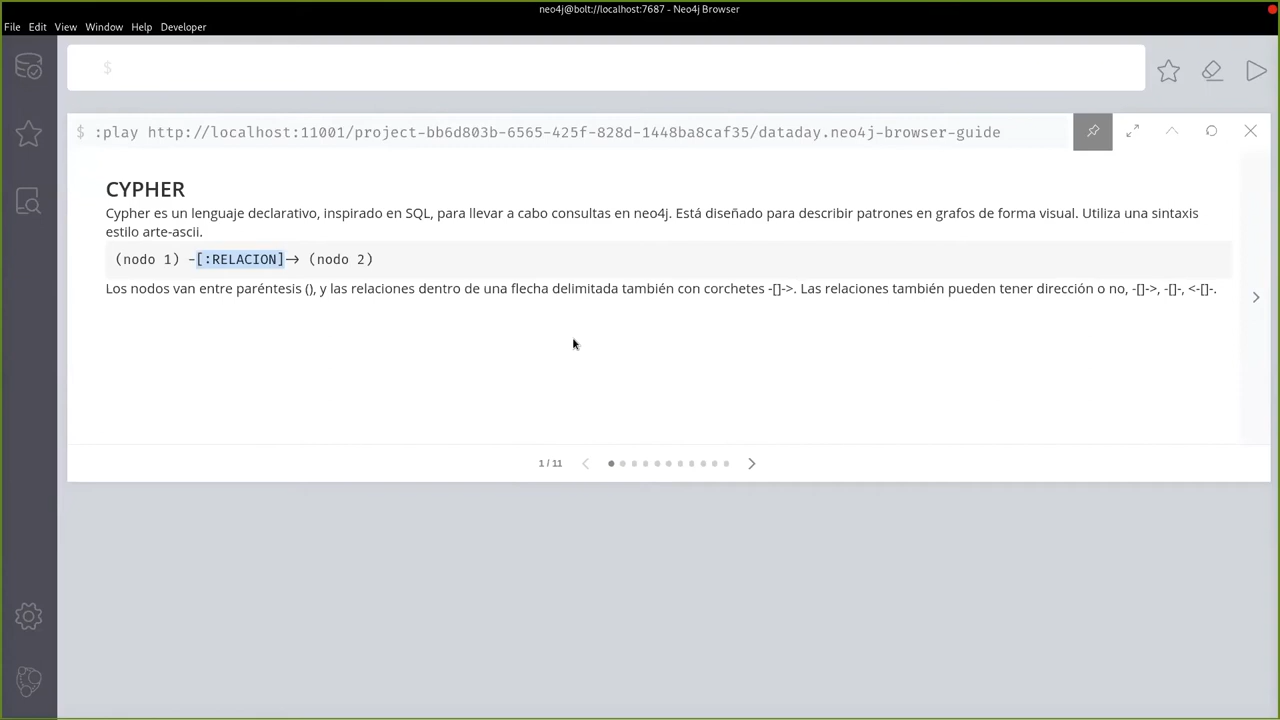 neo4j@bolt://localhost:7687 - Neo4j Browser
File Edit View Window Help Developer
$
$ :play http://localhost:11001/project-bb6d803b-6565-425f-828d-1448ba8caf35/dataday.neo4j-browser-guide
CYPHER
Cypher es un lenguaje declarativo, inspirado en SQL, para llevar a cabo consultas en neo4j. Está diseñado para describir patrones en grafos de forma visual. Utiliza una sintaxis
estilo arte-ascii.
(nodo 1) -[:RELACION]-> (nodo 2)
Los nodos van entre paréntesis (), y las relaciones dentro de una flecha delimitada también con corchetes -[]->. Las relaciones también pueden tener dirección o no, -[]->, -[]-, <-[]-.
1 / 11